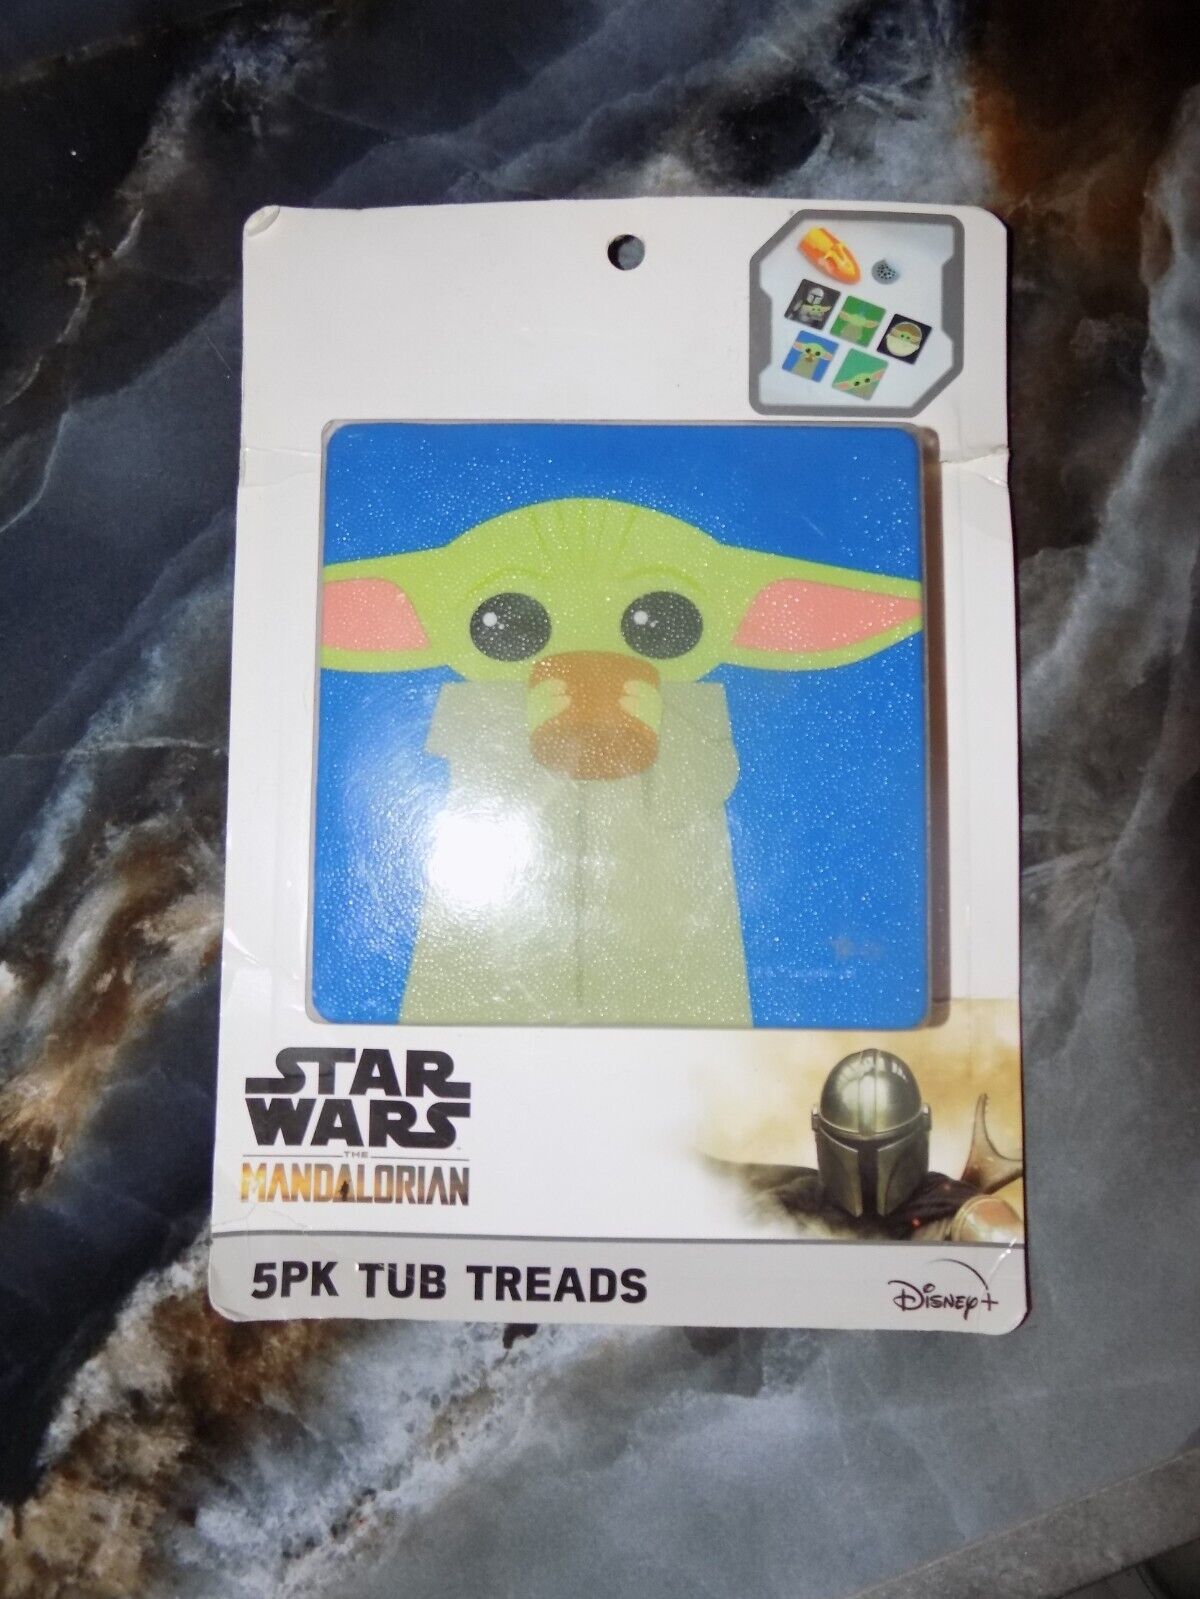 STAR
WARS
THE
MANDALORIAN
5PK TUB TREADS
Disney+